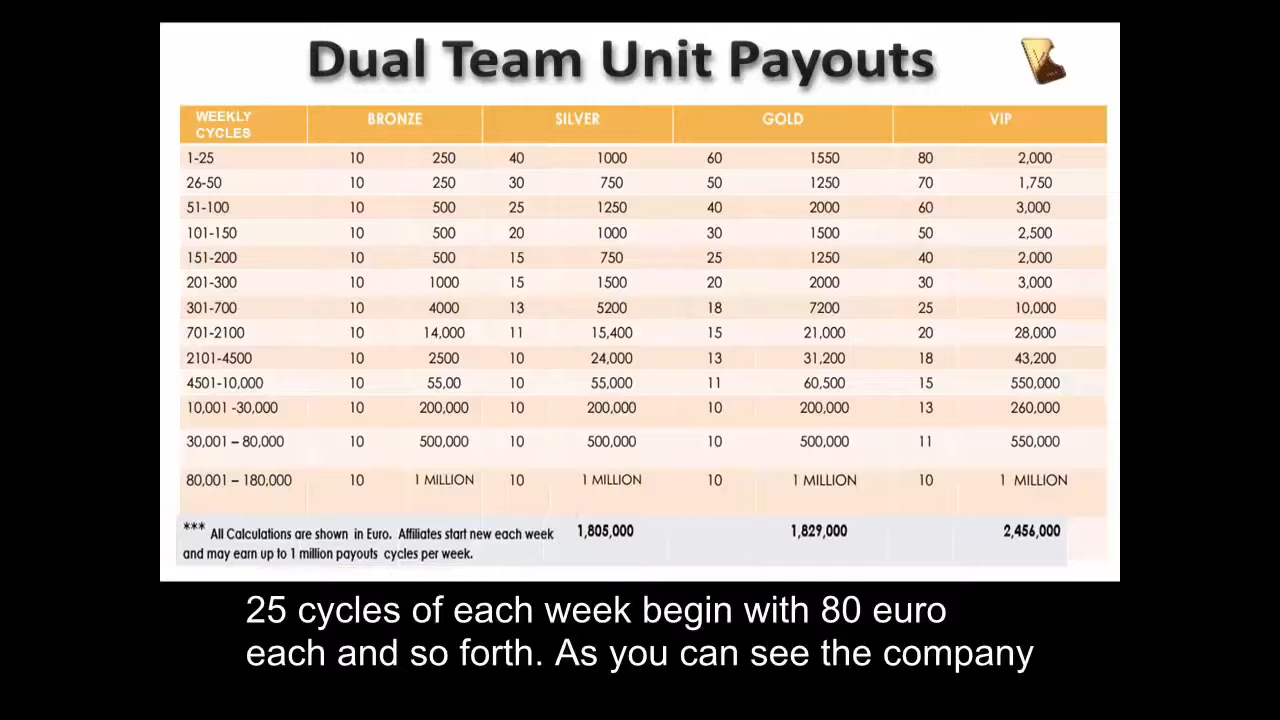 Dual Team Unit Payouts
WEEKLY CYCLES BRONZE SILVER GOLD VIP
1-25 10 250 40 1000 60 1550 80 2,000
26-50 10 250 30 750 50 1250 70 1,750
51-100 10 500 25 1250 40 2000 60 3,000
101-150 10 500 20 1000 30 1500 50 2,500
151-200 10 500 15 750 25 1250 40 2,000
201-300 10 1000 15 1500 20 2000 30 3,000
301-700 10 4000 13 5200 18 7200 25 10,000
701-2100 10 14,000 11 15,400 15 21,000 20 28,000
2101-4500 10 2500 10 24,000 13 31,200 18 43,200
4501-10,000 10 55,00 10 55,000 11 60,500 15 550,000
10,001 -30,000 10 200,000 10 200,000 10 200,000 13 260,000
30,001 – 80,000 10 500,000 10 500,000 10 500,000 11 550,000
80,001 – 180,000 10 1 MILLION 10 1 MILLION 10 1 MILLION 10 1 MILLION
*** All Calculations are shown in Euro. Affiliates start new each week 1,805,000 1,829,000 2,456,000
and may earn up to 1 million payouts cycles per week.
25 cycles of each week begin with 80 euro
each and so forth. As you can see the company